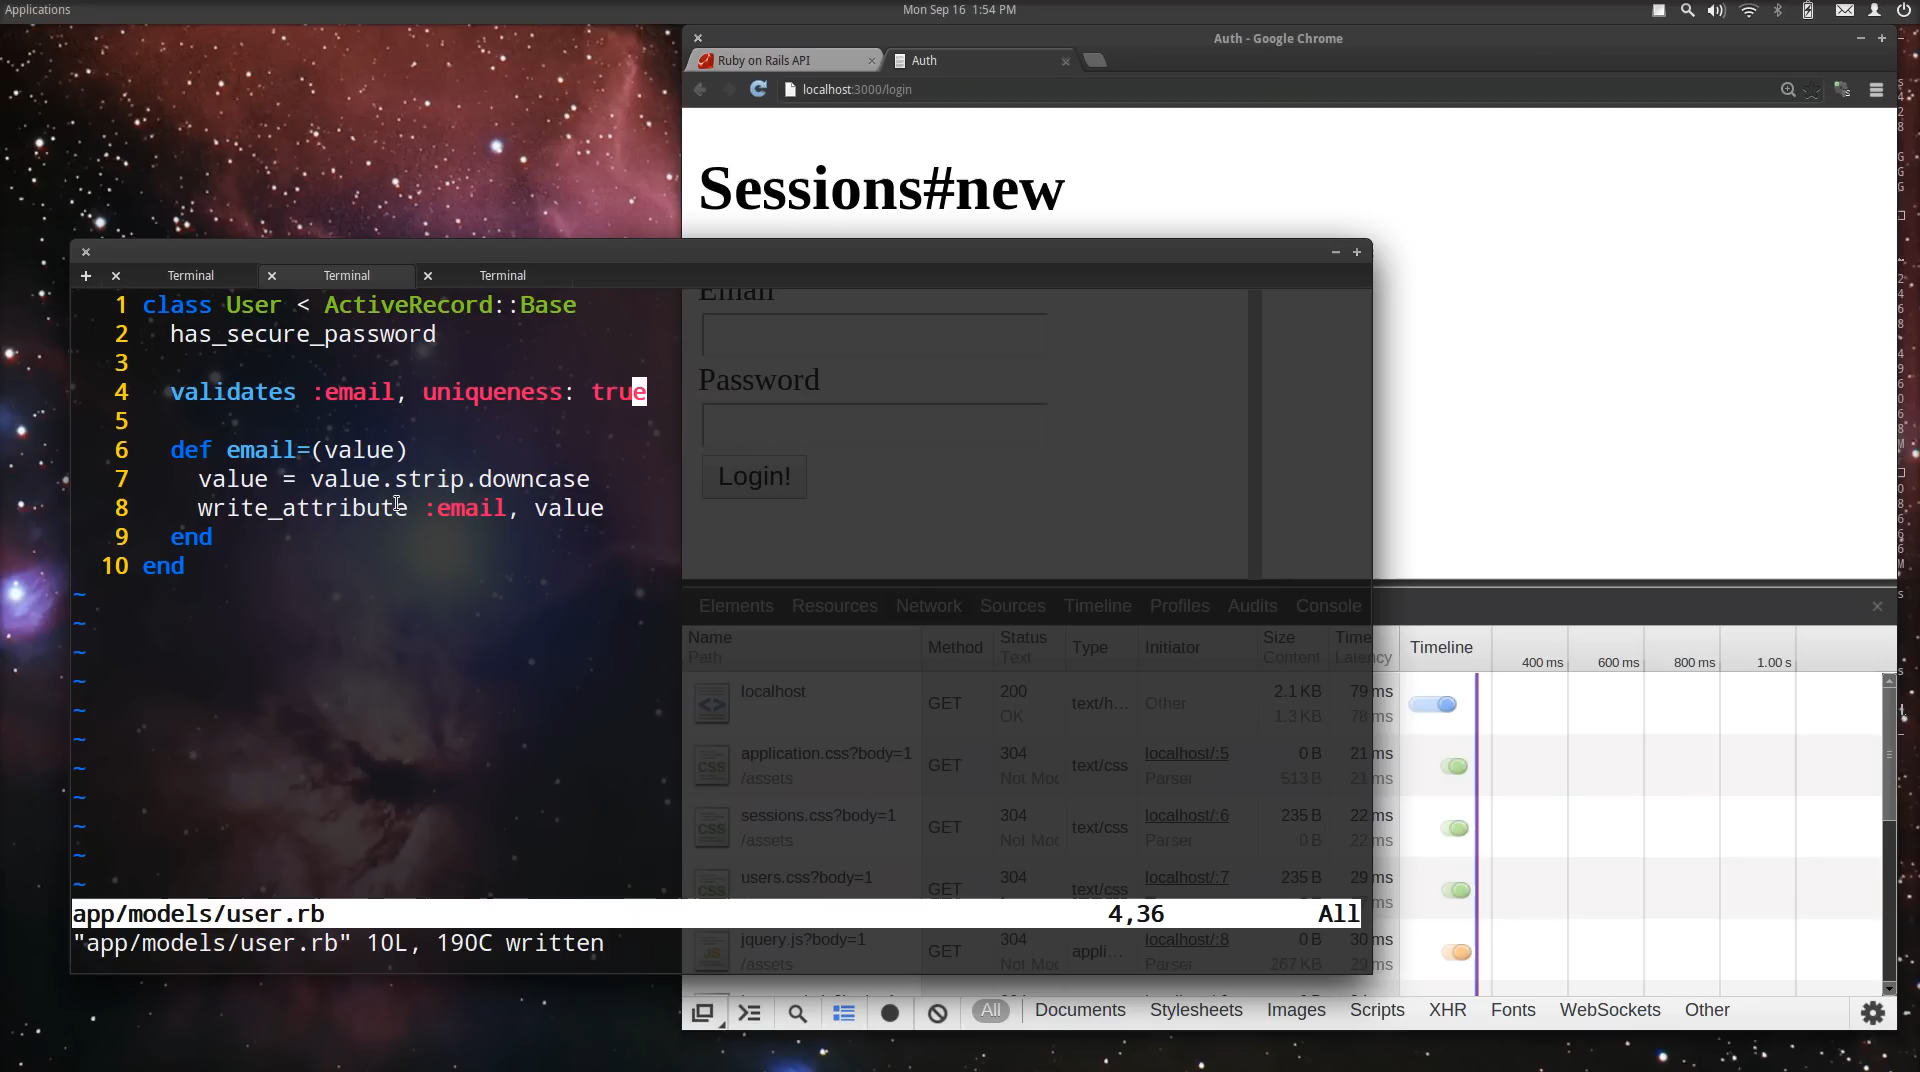 Applications
Mon Sep 16 1:54 PM
Auth - Google Chrome
Ruby on Rails API
Auth
localhost:3000/login
Sessions#new
Terminal
Terminal
Terminal
1 class User < ActiveRecord::Base
2 has_secure_password
3
4 validates :email, uniqueness: true
5
6 def email=(value)
7 value = value.strip.downcase
8 write_attribute :email, value
9 end
10 end
~
~
~
~
~
~
~
~
~
~
~
app/models/user.rb 4,36 All
"app/models/user.rb" 10L, 190C written
Email
Password
Login!
Elements Resources Network Sources Timeline Profiles Audits Console
Name Method Status Type Initiator Size Time Timeline
Path Text Content Latency 400 ms 600 ms 800 ms 1.00 s
localhost GET 200 text/h... Other 2.1 KB 79 ms
OK 1.3 KB 78 ms
application.css?body=1 GET 304 text/css localhost/:5 0 B 21 ms
/assets Not Mod Parser 513 B 21 ms
sessions.css?body=1 GET 304 text/css localhost/:6 235 B 22 ms
/assets Not Mod Parser 0 B 22 ms
users.css?body=1 GET 304 text/css localhost/:7 235 B 29 ms
jquery.js?body=1 GET 304 appli... localhost/:8 0 B 30 ms
/assets Not Mod Parser 267 KB 29 ms
All Documents Stylesheets Images Scripts XHR Fonts WebSockets Other